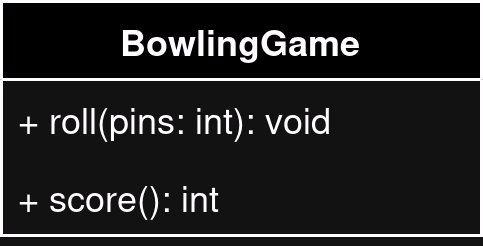 BowlingGame
+ roll(pins: int): void
+ score(): int